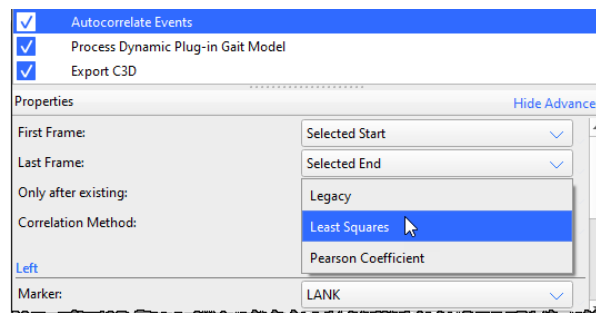 Autocorrelate Events
Process Dynamic Plug-in Gait Model
Export C3D
Properties Hide Advance
First Frame: Selected Start
Last Frame: Selected End
Only after existing: Legacy
Correlation Method: Least Squares
Pearson Coefficient
Left
Marker: LANK